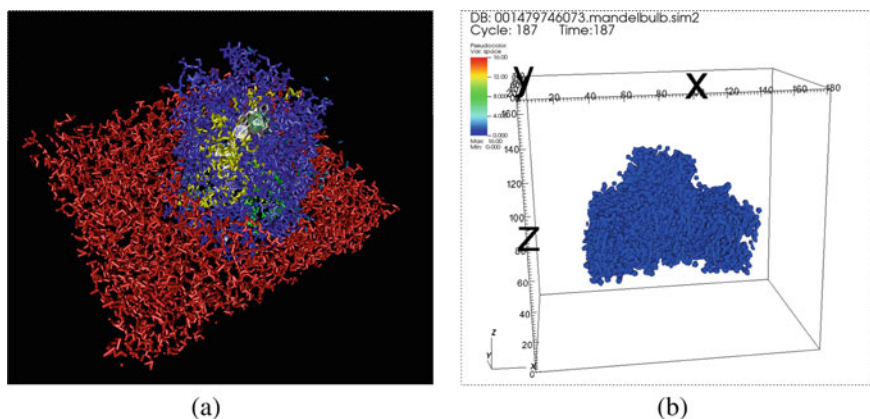 DB: 001479746073.mandelbulb.sim2
Cycle: 187 Time:187
Pseudocolor
Var: space
16.00
12.00
8.000
4.000
0.000
Max: 16.00
Min: 0.000
y
X
20 40 60 80 120 140 160 180
160
140
120
100
80
60
40
20
0
Z
Z
Y
X
(a)
(b)